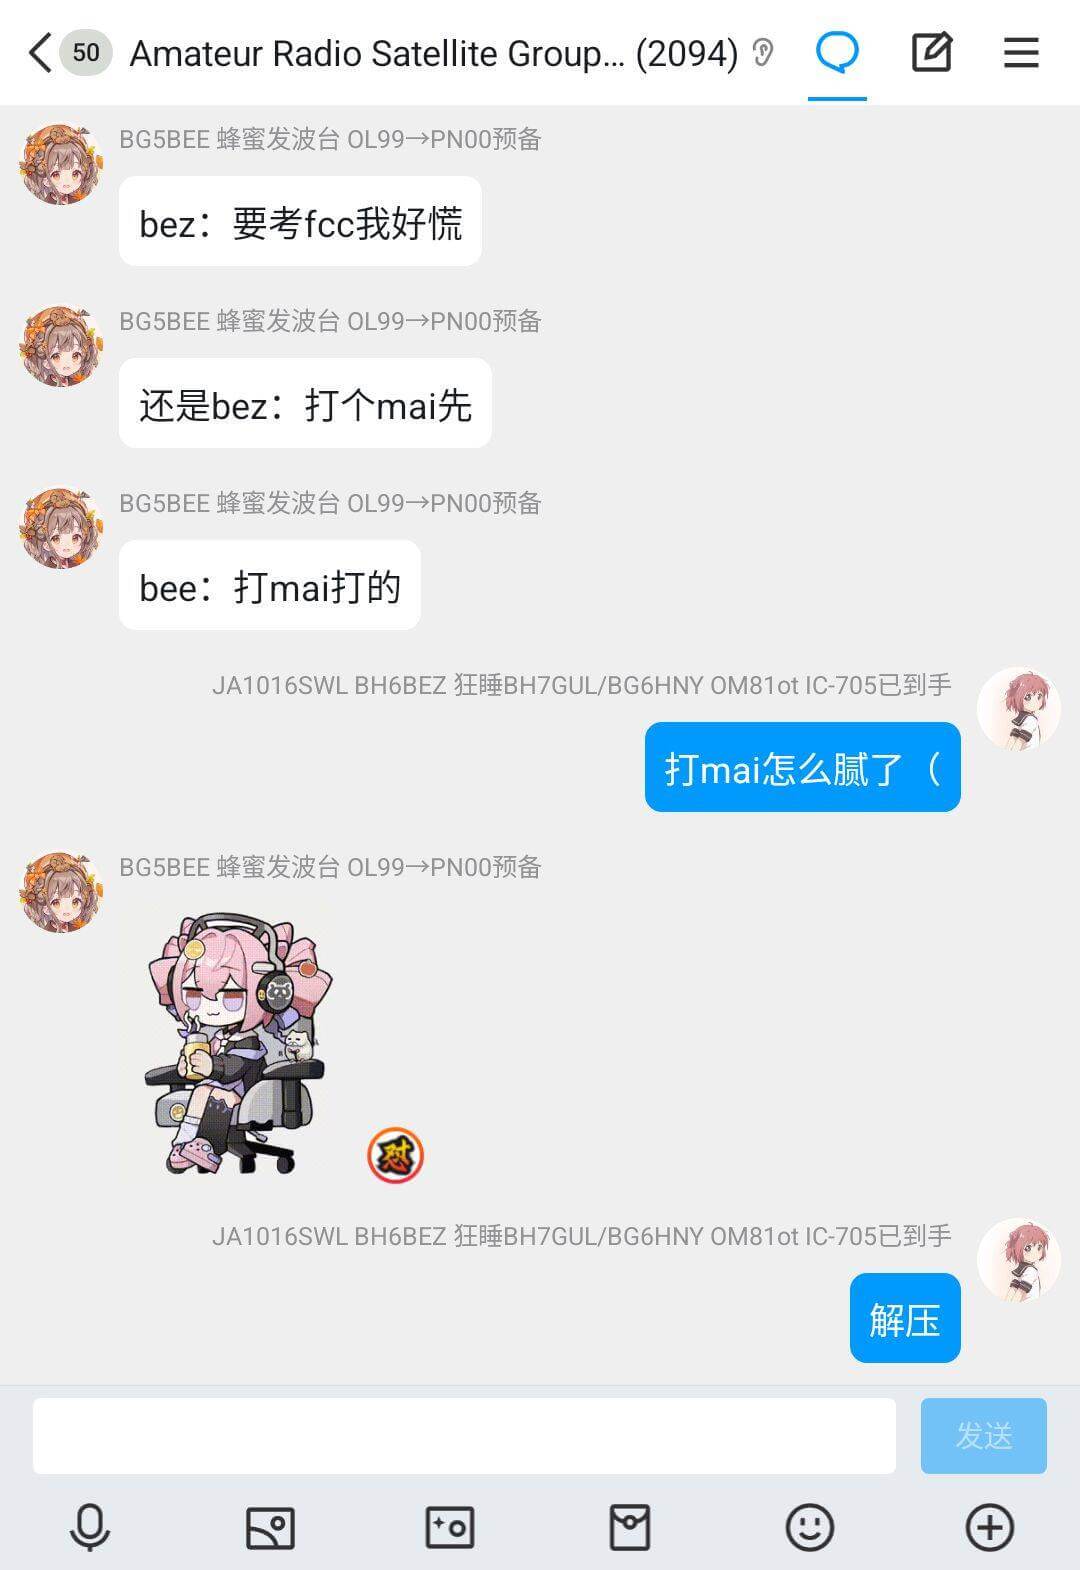 50 Amateur Radio Satellite Group... (2094)
BG5BEE 蜂蜜发波台 OL99→PN00预备
bez：要考fcc我好慌
BG5BEE 蜂蜜发波台 OL99→PN00预备
还是bez：打个mai先
BG5BEE 蜂蜜发波台 OL99→PN00预备
bee：打mai打的
JA1016SWL BH6BEZ 狂睡BH7GUL/BG6HNY OM81ot IC-705已到手
打mai怎么腻了（
BG5BEE 蜂蜜发波台 OL99→PN00预备
怼
JA1016SWL BH6BEZ 狂睡BH7GUL/BG6HNY OM81ot IC-705已到手
解压
发送